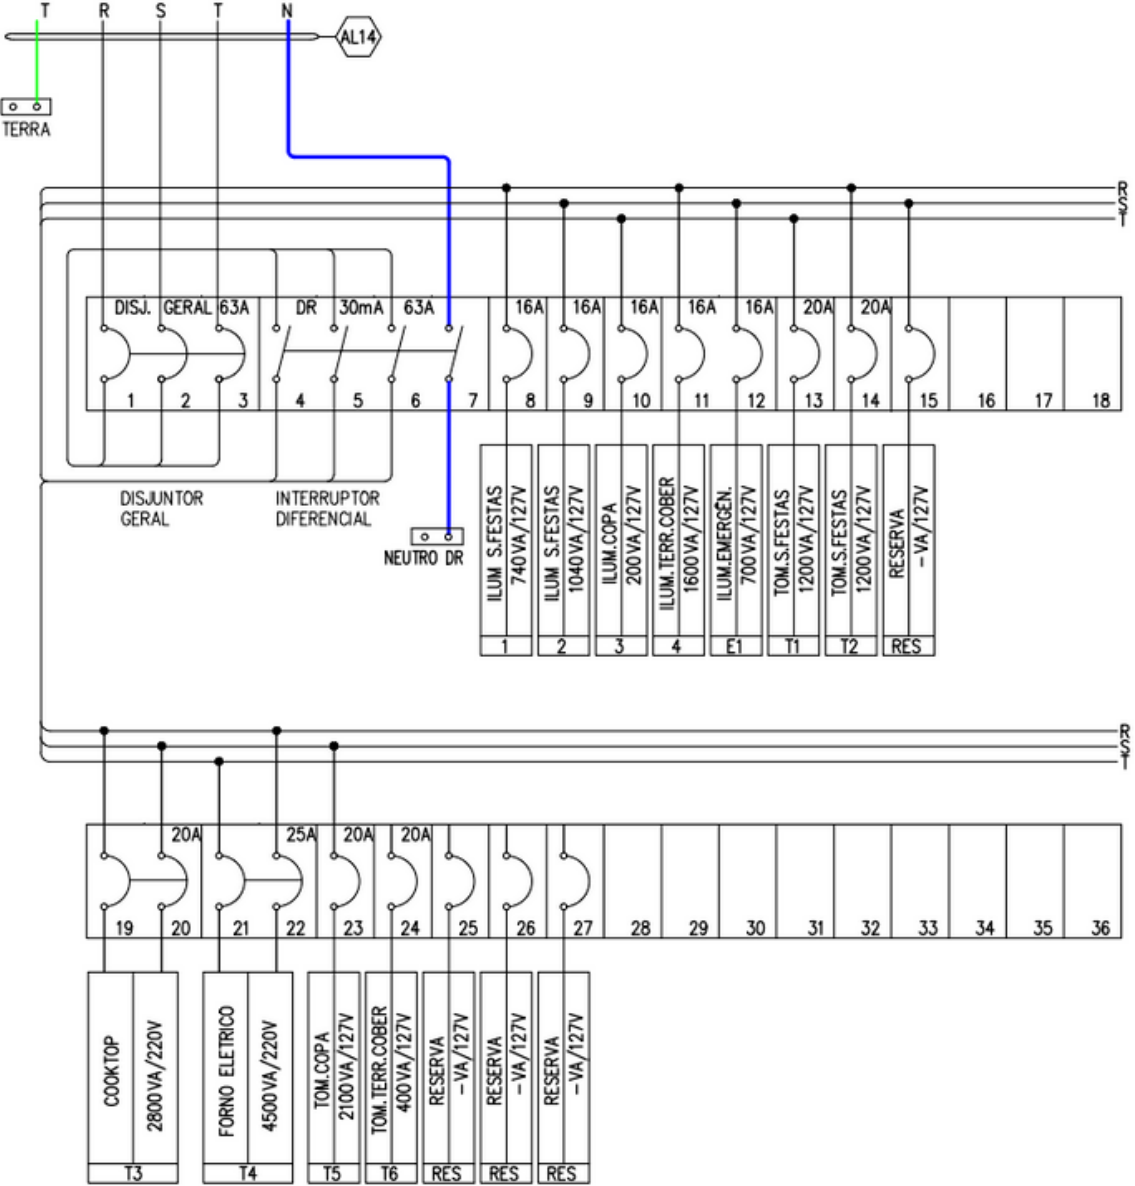 T R S T N
AL14
TERRA
R
S
T
DISJ. GERAL 63A DR 30mA 63A 16A 16A 16A 16A 16A 20A 20A
1 2 3 4 5 6 7 8 9 10 11 12 13 14 15 16 17 18
DISJUNTOR
GERAL
INTERRUPTOR
DIFERENCIAL
NEUTRO DR
ILUM S.FESTAS
740VA/127V
1
ILUM S.FESTAS
1040VA/127V
2
ILUM.COPA
200VA/127V
3
ILUM.TERR.COBER
1600VA/127V
4
ILUM.EMERGÊN.
700VA/127V
E1
TOM.S.FESTAS
1200VA/127V
T1
TOM.S.FESTAS
1200VA/127V
T2
RESERVA
-VA/127V
RES
R
S
T
20A 25A 20A 20A
19 20 21 22 23 24 25 26 27 28 29 30 31 32 33 34 35 36
COOKTOP
2800VA/220V
T3
FORNO ELETRICO
4500VA/220V
T4
TOM.COPA
2100VA/127V
T5
TOM.TERR.COBER
400VA/127V
T6
RESERVA
-VA/127V
RES
RESERVA
-VA/127V
RES
RESERVA
-VA/127V
RES